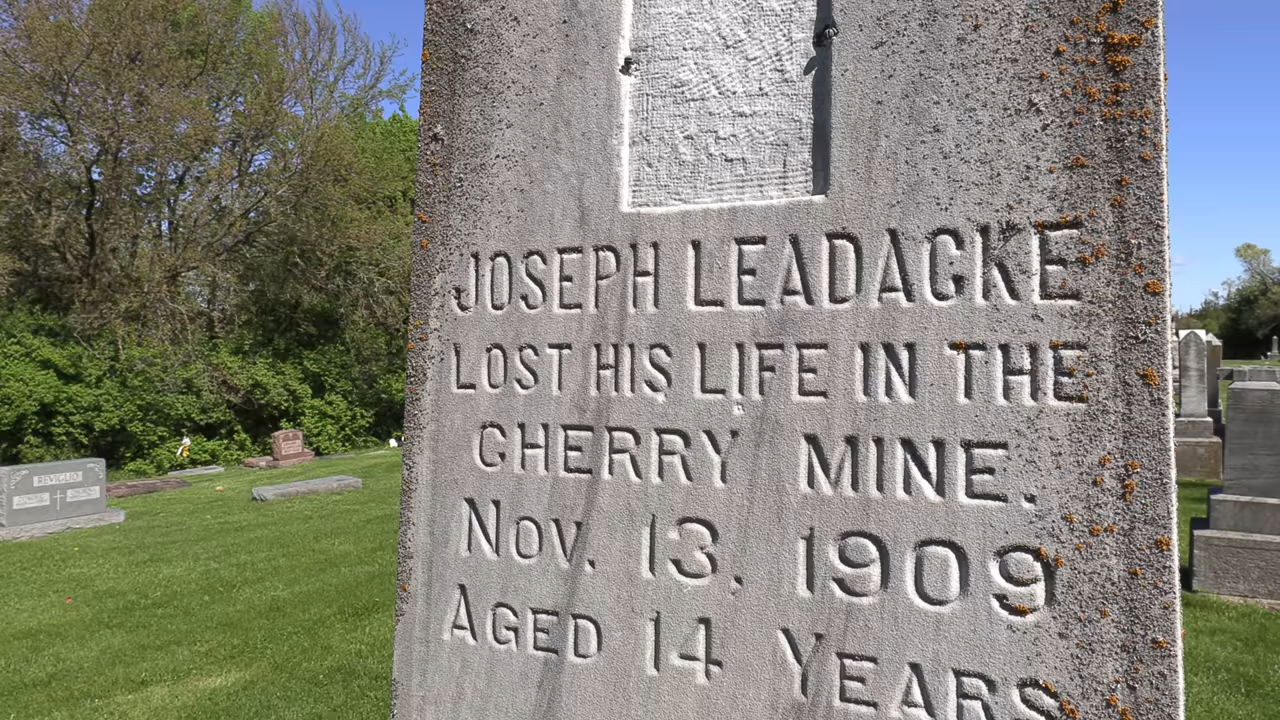 JOSEPH LEADACKE
LOST HIS LIFE IN THE
CHERRY MINE.
NOV. 13, 1909
AGED 14 YEARS
REVIGLIO